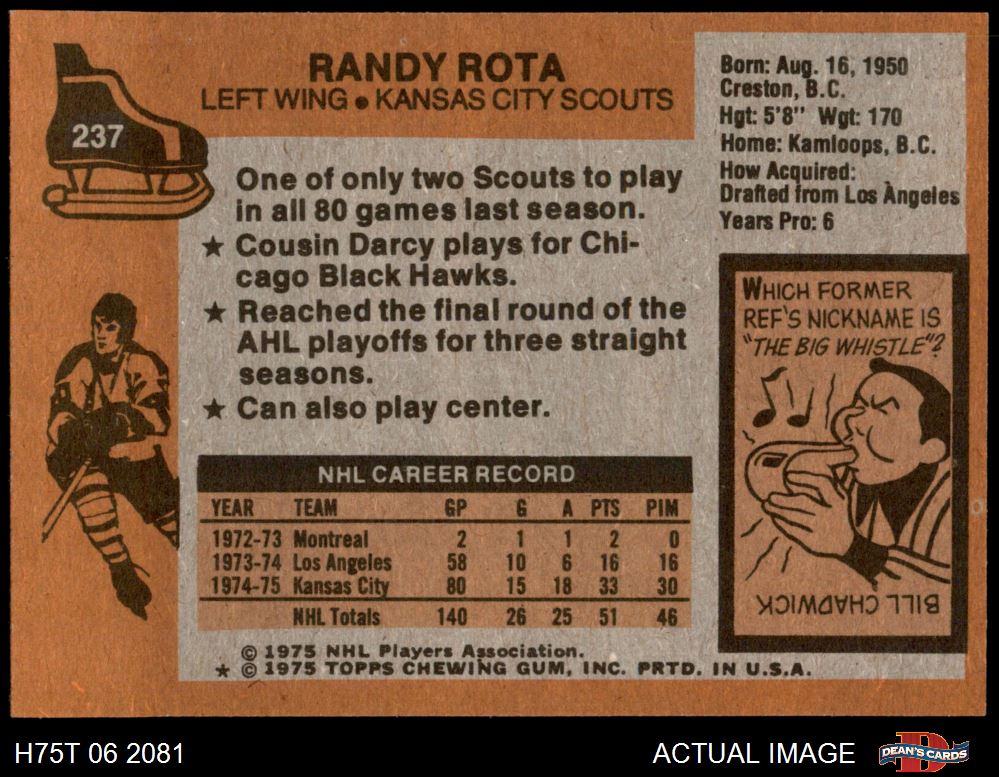 237
RANDY ROTA
LEFT WING • KANSAS CITY SCOUTS
Born: Aug. 16, 1950
Creston, B.C.
Hgt: 5'8" Wgt: 170
Home: Kamloops, B.C.
How Acquired:
Drafted from Los Angeles
Years Pro: 6
One of only two Scouts to play
in all 80 games last season.
★ Cousin Darcy plays for Chi-
cago Black Hawks.
★ Reached the final round of the
AHL playoffs for three straight
seasons.
★ Can also play center.
WHICH FORMER
REF'S NICKNAME IS
"THE BIG WHISTLE"?
BILL CHADWICK
NHL CAREER RECORD
YEAR TEAM GP G A PTS PIM
1972-73 Montreal 2 1 1 2 0
1973-74 Los Angeles 58 10 6 16 16
1974-75 Kansas City 80 15 18 33 30
NHL Totals 140 26 25 51 46
© 1975 NHL Players Association.
★ © 1975 TOPPS CHEWING GUM, INC. PRTD. IN U.S.A.
H75T 06 2081
ACTUAL IMAGE
D
DEAN'S CARDS